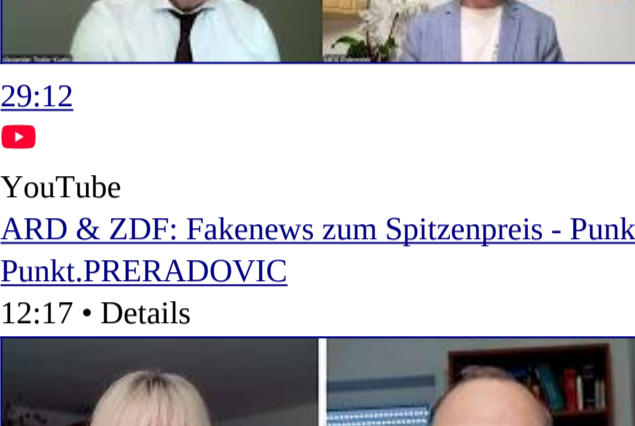 29:12
YouTube
ARD & ZDF: Fakenews zum Spitzenpreis - Punk
Punkt.PRERADOVIC
12:17 • Details